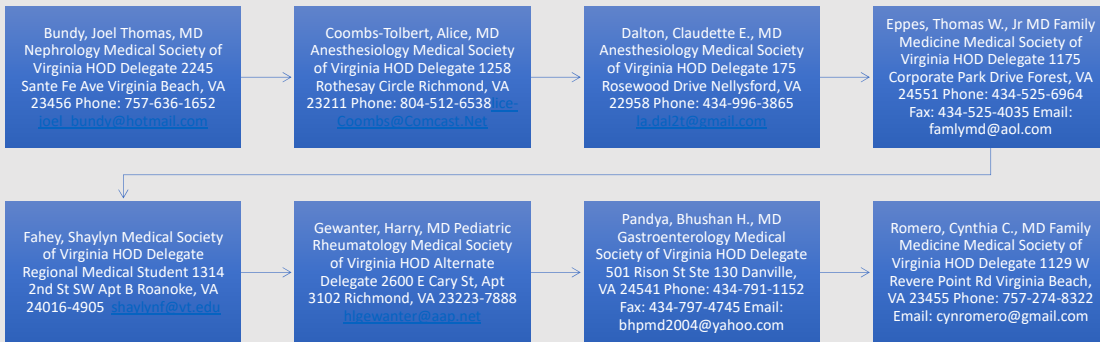 Bundy, Joel Thomas, MD
Nephrology Medical Society of
Virginia HOD Delegate 2245
Sante Fe Ave Virginia Beach, VA
23456 Phone: 757-636-1652
joel_bundy@hotmail.com
Coombs-Tolbert, Alice, MD
Anesthesiology Medical Society
of Virginia HOD Delegate 1258
Rothesay Circle Richmond, VA
23211 Phone: 804-512-6538lice-
Coombs@Comcast.Net
Dalton, Claudette E., MD
Anesthesiology Medical Society
of Virginia HOD Delegate 175
Rosewood Drive Nellysford, VA
22958 Phone: 434-996-3865
la.dal2t@gmail.com
Eppes, Thomas W., Jr MD Family
Medicine Medical Society of
Virginia HOD Delegate 1175
Corporate Park Drive Forest, VA
24551 Phone: 434-525-6964
Fax: 434-525-4035 Email:
famlymd@aol.com
Fahey, Shaylyn Medical Society
of Virginia HOD Delegate
Regional Medical Student 1314
2nd St SW Apt B Roanoke, VA
24016-4905 shaylynf@vt.edu
Gewanter, Harry, MD Pediatric
Rheumatology Medical Society
of Virginia HOD Alternate
Delegate 2600 E Cary St, Apt
3102 Richmond, VA 23223-7888
hlgewanter@aap.net
Pandya, Bhushan H., MD
Gastroenterology Medical
Society of Virginia HOD Delegate
501 Rison St Ste 130 Danville,
VA 24541 Phone: 434-791-1152
Fax: 434-797-4745 Email:
bhpmd2004@yahoo.com
Romero, Cynthia C., MD Family
Medicine Medical Society of
Virginia HOD Delegate 1129 W
Revere Point Rd Virginia Beach,
VA 23455 Phone: 757-274-8322
Email: cynromero@gmail.com